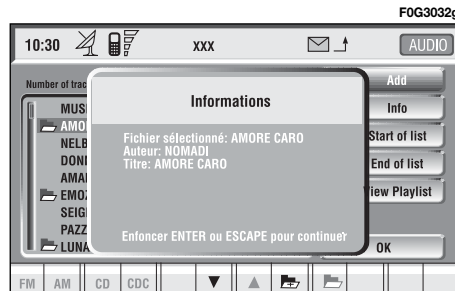 F0G3032g
10:30 XXX AUDIO
Number of trac
Add
MUSI
Informations
Info
AMO
NELB
Fichier sélectionné: AMORE CARO
Start of list
DONI
Auteur: NOMADI
Titre: AMORE CARO
End of list
AMAI
EMOZ
View Playlist
SEIG
PAZZ
Enfoncer ENTER ou ESCAPE pour continuer
LUNA
OK
FM AM CD CDC